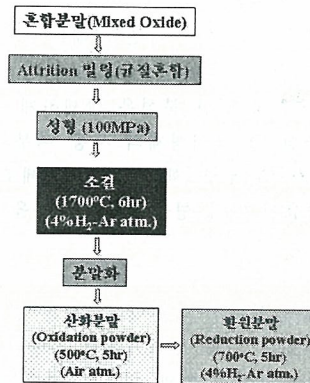 혼합분말(Mixed Oxide)
Attrition 밀링(균질혼합)
성형 (100MPa)
소결
(1700°C, 6hr)
(4%H₂-Ar atm.)
분말화
산화분말
(Oxidation powder)
(500°C, 5hr)
(Air atm.)
환원분말
(Reduction powder)
(700°C, 5hr)
(4%H₂-Ar atm.)